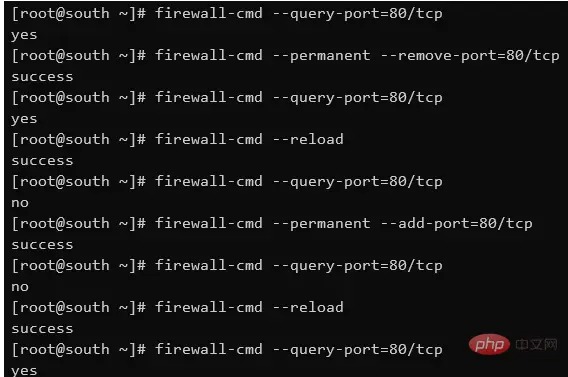 [root@south ~]# firewall-cmd --query-port=80/tcp
yes
[root@south ~]# firewall-cmd --permanent --remove-port=80/tcp
success
[root@south ~]# firewall-cmd --query-port=80/tcp
yes
[root@south ~]# firewall-cmd --reload
success
[root@south ~]# firewall-cmd --query-port=80/tcp
no
[root@south ~]# firewall-cmd --permanent --add-port=80/tcp
success
[root@south ~]# firewall-cmd --query-port=80/tcp
no
[root@south ~]# firewall-cmd --reload
success
[root@south ~]# firewall-cmd --query-port=80/tcp
yes
php 中文网